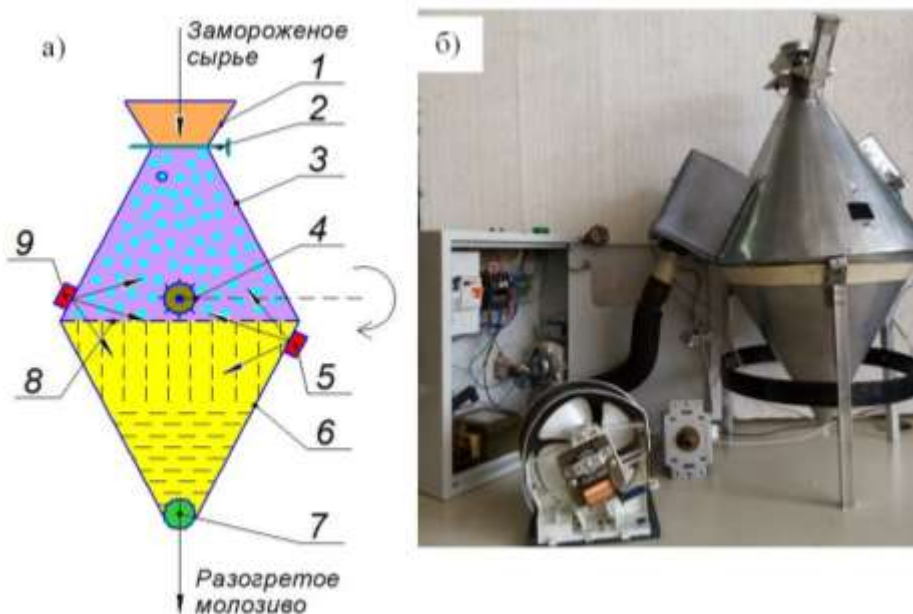 а)
Замороженое
сырье
1
2
3
4
9
8
5
6
7
Разогретое
молозиво
б)